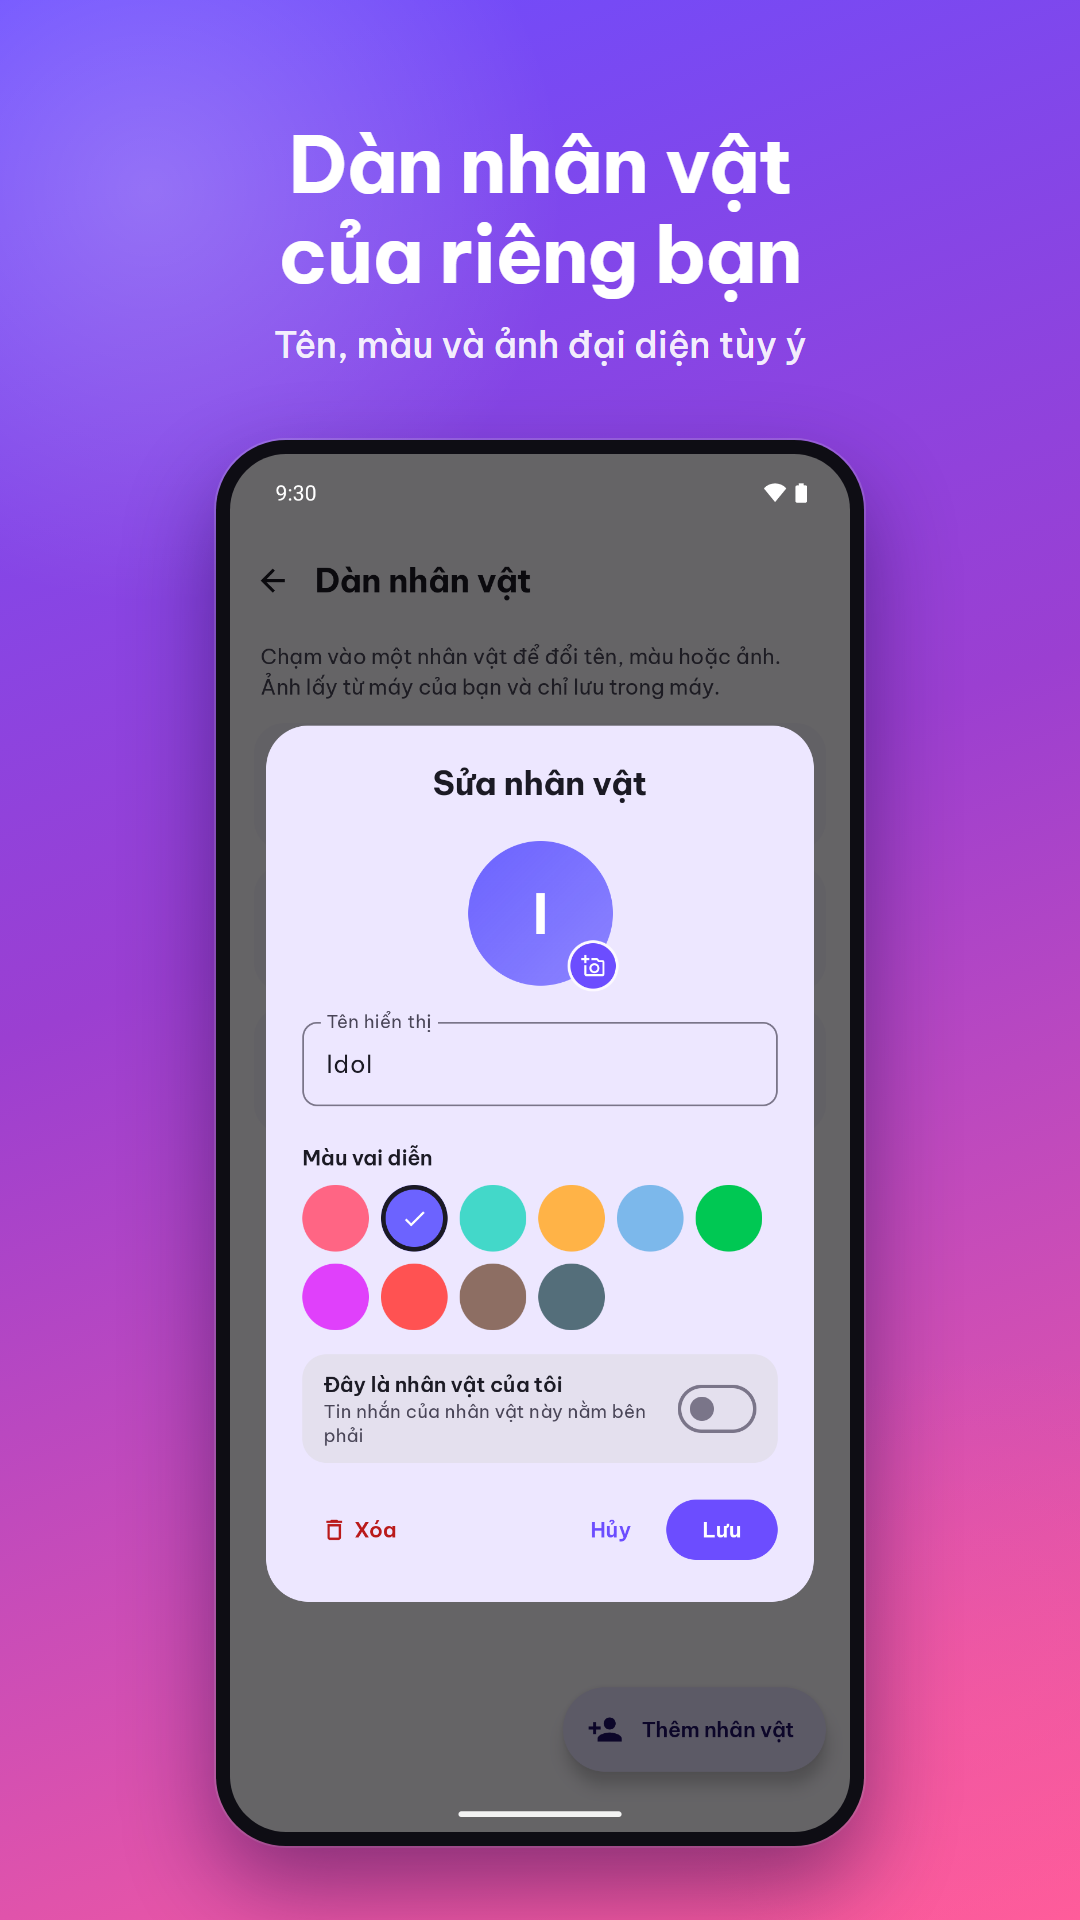 Dàn nhân vật
của riêng bạn
Tên, màu và ảnh đại diện tùy ý
9:30
Dàn nhân vật
Chạm vào một nhân vật để đổi tên, màu hoặc ảnh.
Ảnh lấy từ máy của bạn và chỉ lưu trong máy.
Sửa nhân vật
I
Tên hiển thị
Idol
Màu vai diễn
Đây là nhân vật của tôi
Tin nhắn của nhân vật này nằm bên
phải
Xóa
Hủy
Lưu
Thêm nhân vật